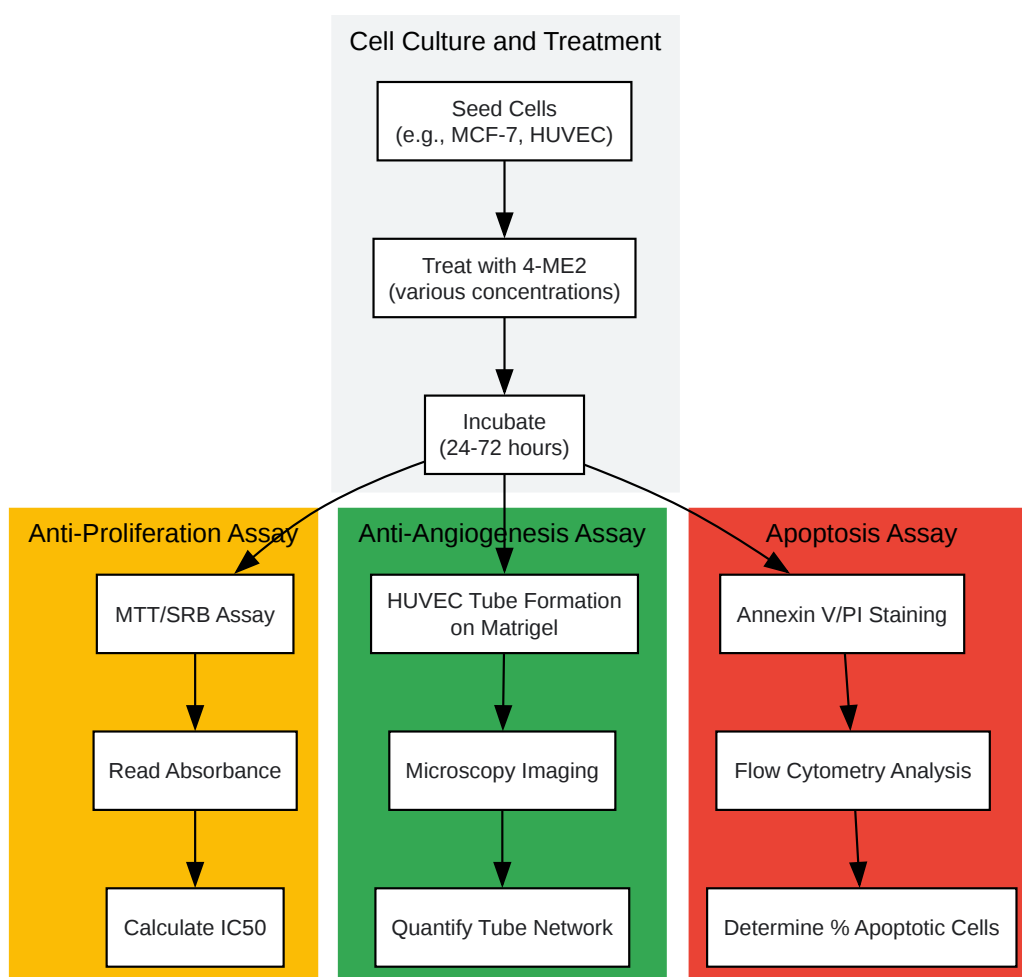 Cell Culture and Treatment
Seed Cells
(e.g., MCF-7, HUVEC)
Treat with 4-ME2
(various concentrations)
Incubate
(24-72 hours)
Anti-Proliferation Assay
MTT/SRB Assay
Read Absorbance
Calculate IC50
Anti-Angiogenesis Assay
HUVEC Tube Formation
on Matrigel
Microscopy Imaging
Quantify Tube Network
Apoptosis Assay
Annexin V/PI Staining
Flow Cytometry Analysis
Determine % Apoptotic Cells